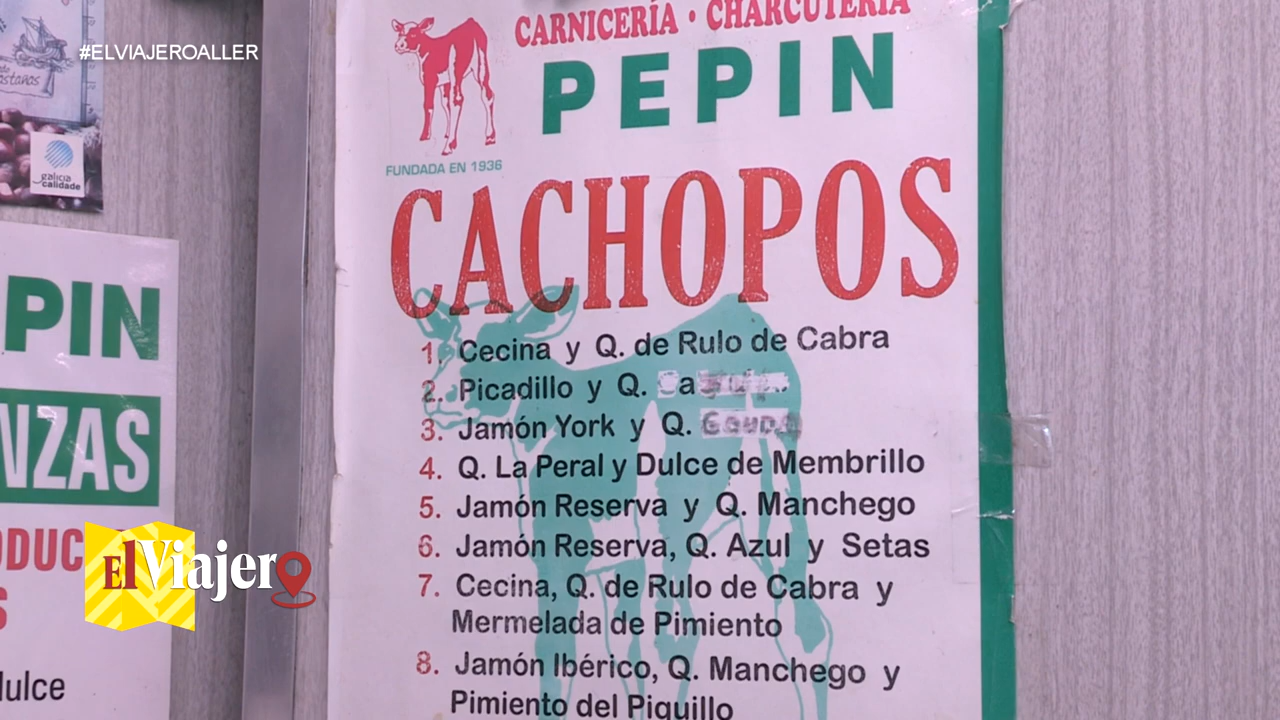 #ELVIAJEROALLER
galicia
calidade
PIN
NZAS
ODUC
S
dulce
El Viajero
CARNICERÍA · CHARCUTERÍA
PEPIN
FUNDADA EN 1936
CACHOPOS
1. Cecina y Q. de Rulo de Cabra
2. Picadillo y Q.
3. Jamón York y Q. Gouda
4. Q. La Peral y Dulce de Membrillo
5. Jamón Reserva y Q. Manchego
6. Jamón Reserva, Q. Azul y Setas
7. Cecina, Q. de Rulo de Cabra y
Mermelada de Pimiento
8. Jamón Ibérico, Q. Manchego y
Pimiento del Piquillo